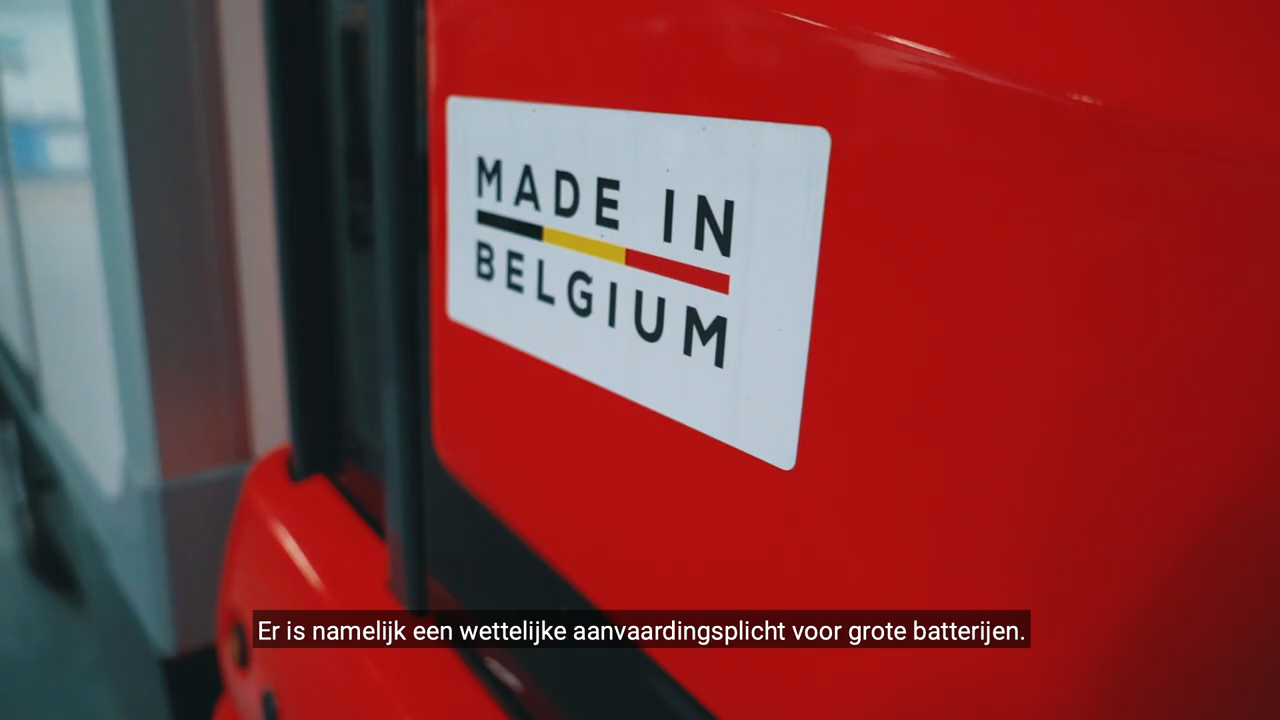 MADE IN
BELGIUM
Er is namelijk een wettelijke aanvaardingsplicht voor grote batterijen.